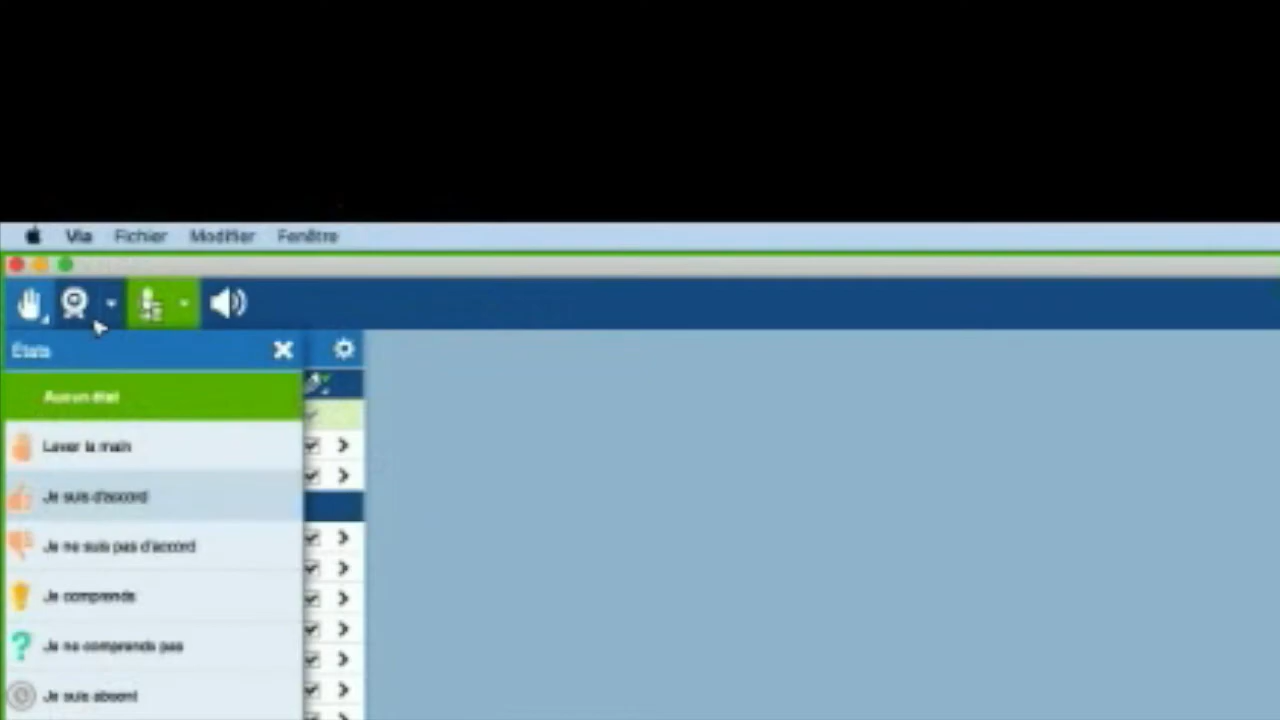 Via Fichier Modifier Fenêtre
États
Aucun état
Lever la main
Je suis d'accord
Je ne suis pas d'accord
Je comprends
Je ne comprends pas
Je suis absent